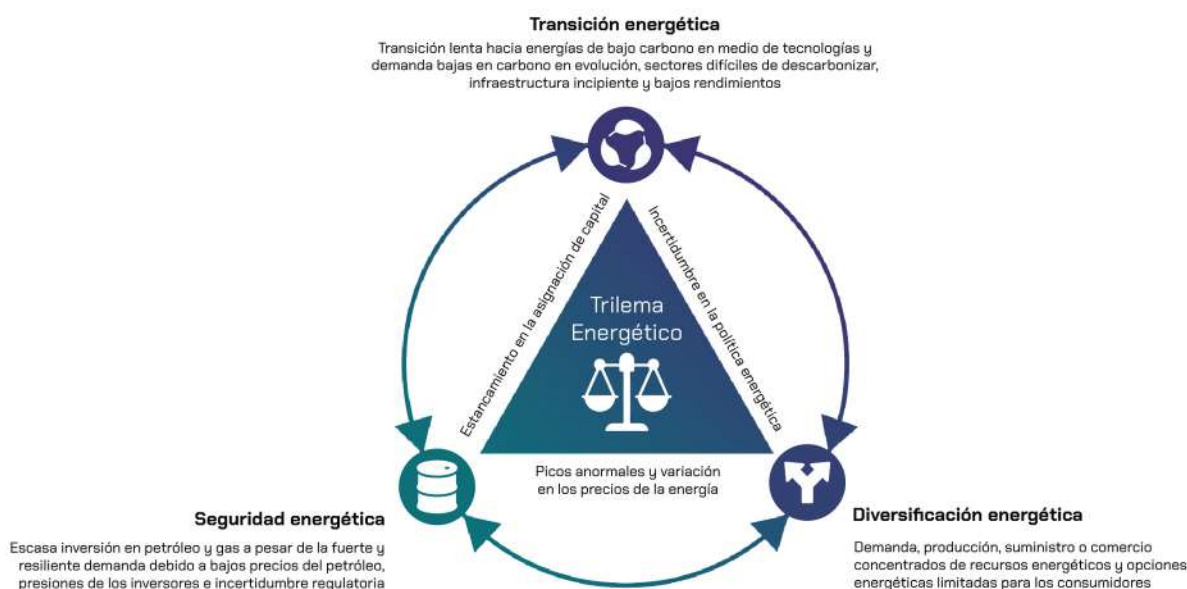 Transición energética
Transición lenta hacia energías de bajo carbono en medio de tecnologías y
demanda bajas en carbono en evolución, sectores difíciles de descarbonizar,
infraestructura incipiente y bajos rendimientos
Estancamiento en la asignación de capital
Incertidumbre en la política energética
Trilema
Energético
Picos anormales y variación
en los precios de la energía
Seguridad energética
Escasa inversión en petróleo y gas a pesar de la fuerte y
resiliente demanda debido a bajos precios del petróleo,
presiones de los inversores e incertidumbre regulatoria
Diversificación energética
Demanda, producción, suministro o comercio
concentrados de recursos energéticos y opciones
energéticas limitadas para los consumidores